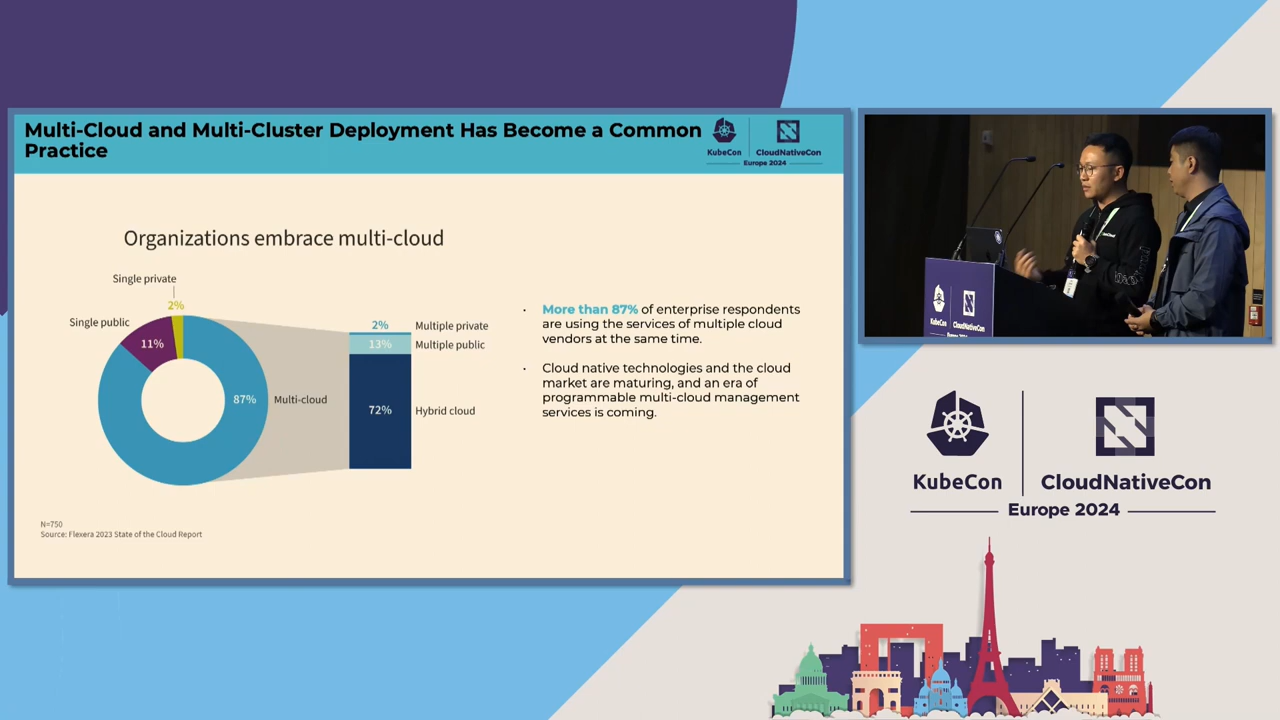 Multi-Cloud and Multi-Cluster Deployment Has Become a Common
Practice
KubeCon
CloudNativeCon
Europe 2024
Organizations embrace multi-cloud
Single private
2%
Single public
11%
87%
Multi-cloud
2%
Multiple private
13%
Multiple public
72%
Hybrid cloud
N=750
Source: Flexera 2023 State of the Cloud Report
· More than 87% of enterprise respondents
are using the services of multiple cloud
vendors at the same time.
· Cloud native technologies and the cloud
market are maturing, and an era of
programmable multi-cloud management
services is coming.
KubeCon
CloudNativeCon
KubeCon
CloudNativeCon
Europe 2024